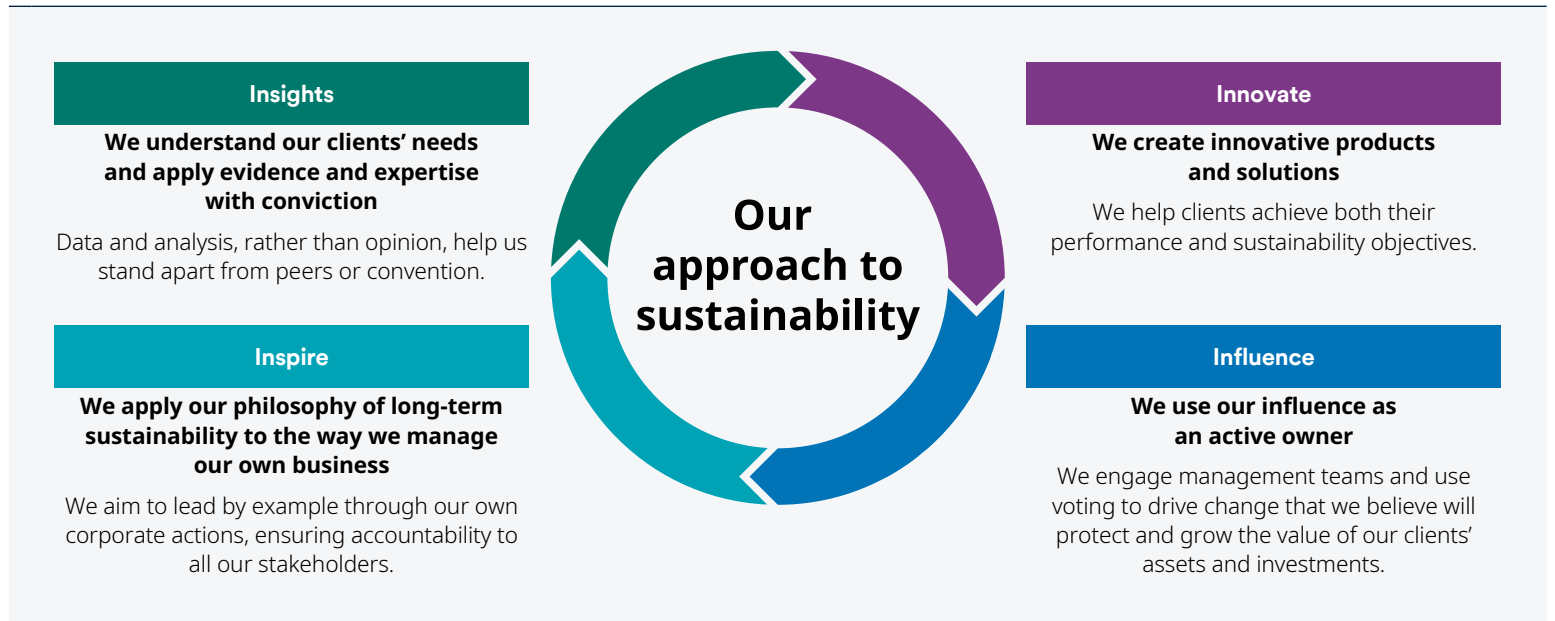 Insights
We understand our clients’ needs
and apply evidence and expertise
with conviction
Data and analysis, rather than opinion, help us
stand apart from peers or convention.
Inspire
We apply our philosophy of long-term
sustainability to the way we manage
our own business
We aim to lead by example through our own
corporate actions, ensuring accountability to
all our stakeholders.
Our
approach to
sustainability
Innovate
We create innovative products
and solutions
We help clients achieve both their
performance and sustainability objectives.
Influence
We use our influence as
an active owner
We engage management teams and use
voting to drive change that we believe will
protect and grow the value of our clients’
assets and investments.